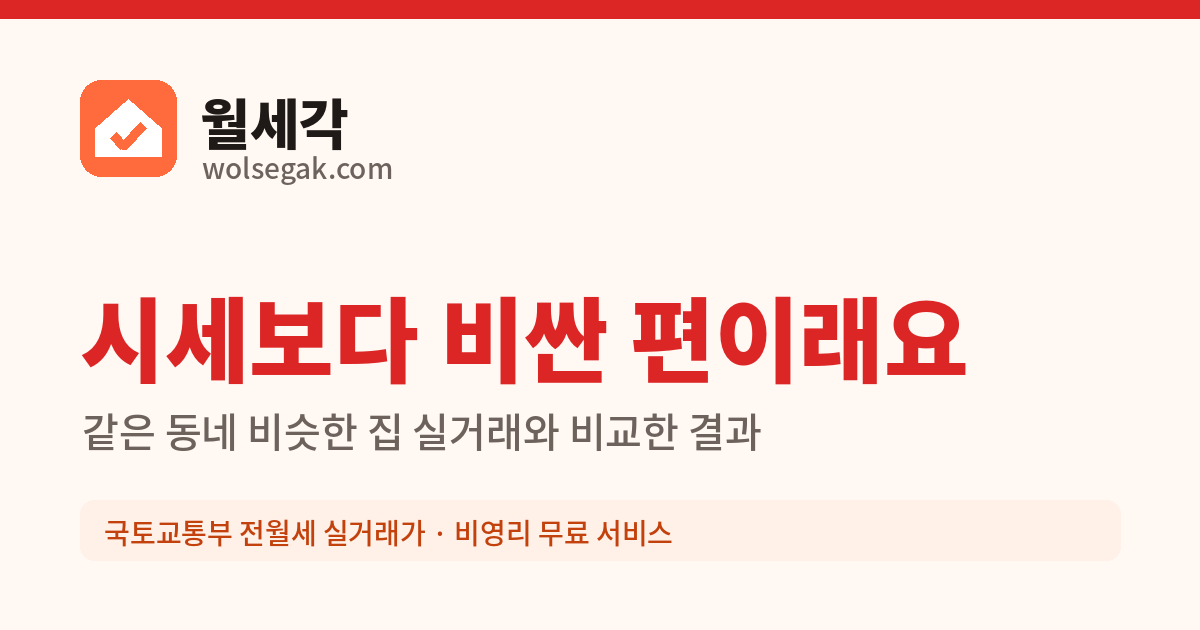 월세각
wolsegak.com
시세보다 비싼 편이래요
같은 동네 비슷한 집 실거래와 비교한 결과
국토교통부 전월세 실거래가 · 비영리 무료 서비스